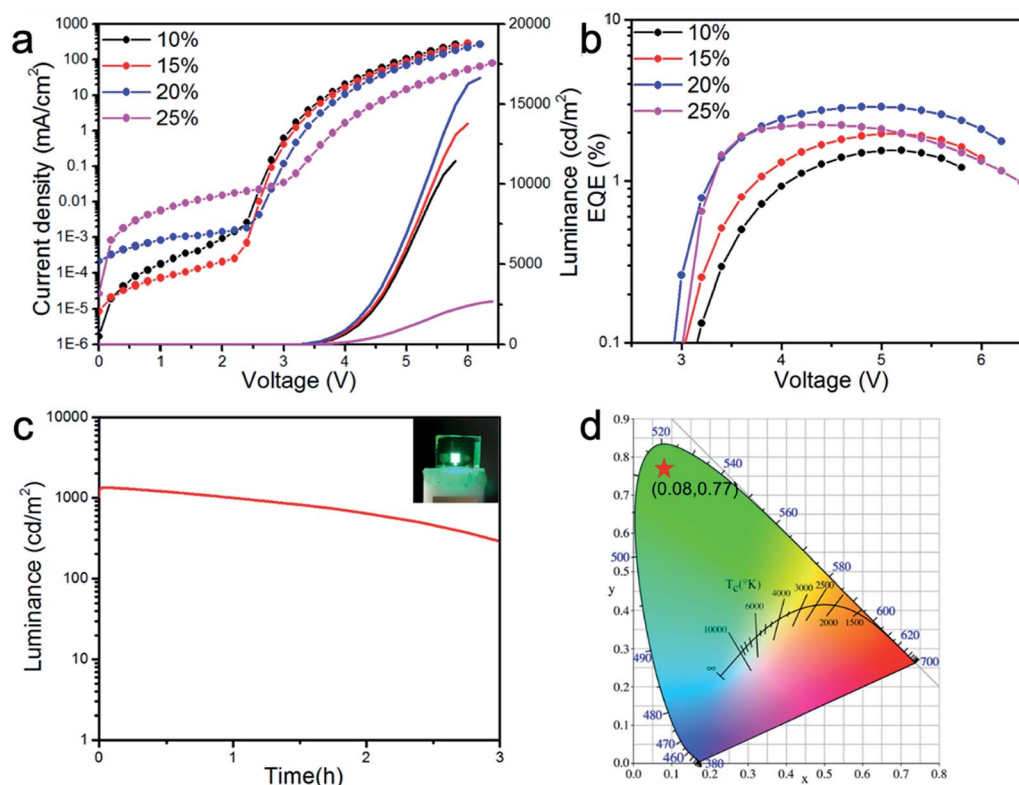 a
10%
15%
20%
25%
Current density (mA/cm²)
1000
100
10
1
0.1
0.01
1E-3
1E-4
1E-5
1E-6
0 1 2 3 4 5 6
Voltage (V)
20000
15000
10000
5000
0
Luminance (cd/m²)
b
10%
15%
20%
25%
EQE (%)
10
1
0.1
3 4 5 6
Voltage (V)
c
Luminance (cd/m²)
10000
1000
100
10
1
0 1 2 3
Time(h)
d
0.9
0.8
0.7
0.6
0.5
y
0.4
0.3
0.2
0.1
0.0
0.0 0.1 0.2 0.3 0.4 0.5 0.6 0.7 0.8
x
520
540
(0.08,0.77)
560
500
580
T_c(°K)
2500
3000
4000
6000
600
10000
2000
1500
620
490
∞
700
480
470
460
380